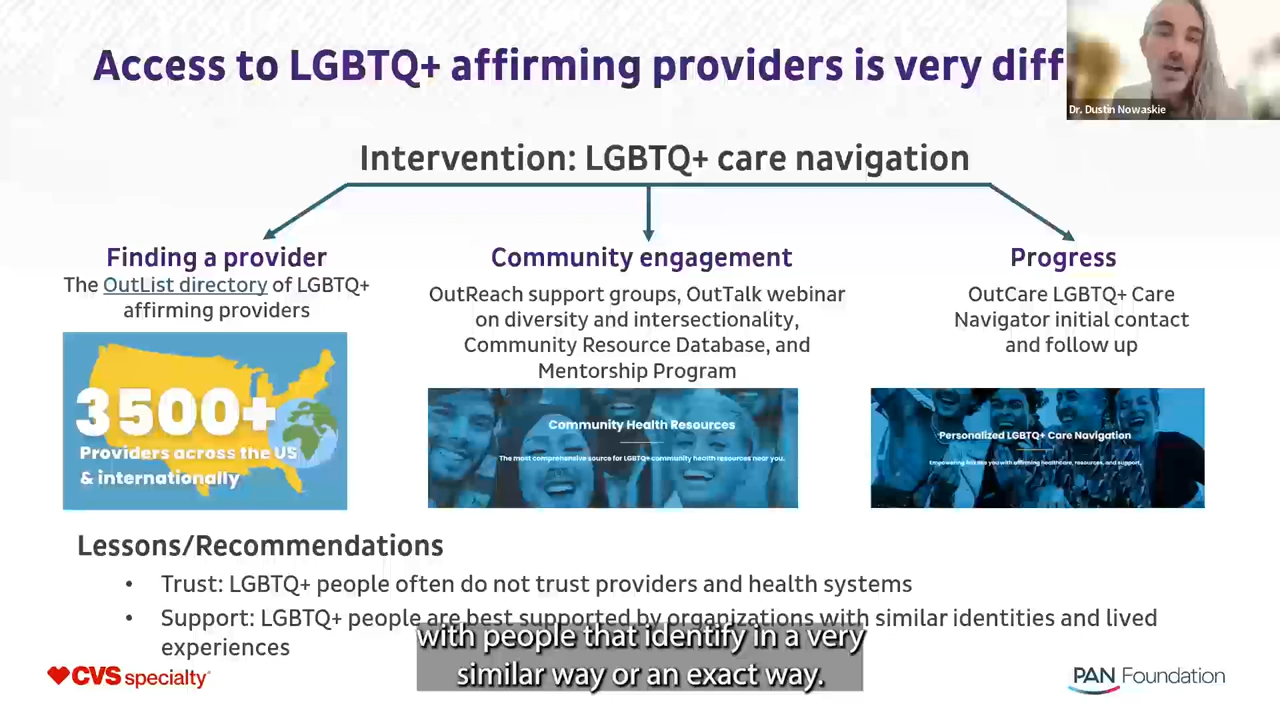 Access to LGBTQ+ affirming providers is very diff
Dr. Dustin Nowaskie
Intervention: LGBTQ+ care navigation
Finding a provider
The OutList directory of LGBTQ+
affirming providers
3500+
Providers across the US
& internationally
Community engagement
OutReach support groups, OutTalk webinar
on diversity and intersectionality,
Community Resource Database, and
Mentorship Program
Community Health Resources
The most comprehensive source for LGBTQ+ community health resources near you.
Progress
OutCare LGBTQ+ Care
Navigator initial contact
and follow up
Personalized LGBTQ+ Care Navigation
Empowering folx like you with affirming healthcare, resources, and support.
Lessons/Recommendations
• Trust: LGBTQ+ people often do not trust providers and health systems
• Support: LGBTQ+ people are best supported by organizations with similar identities and lived
experiences
with people that identify in a very
similar way or an exact way.
CVS specialty
PAN Foundation